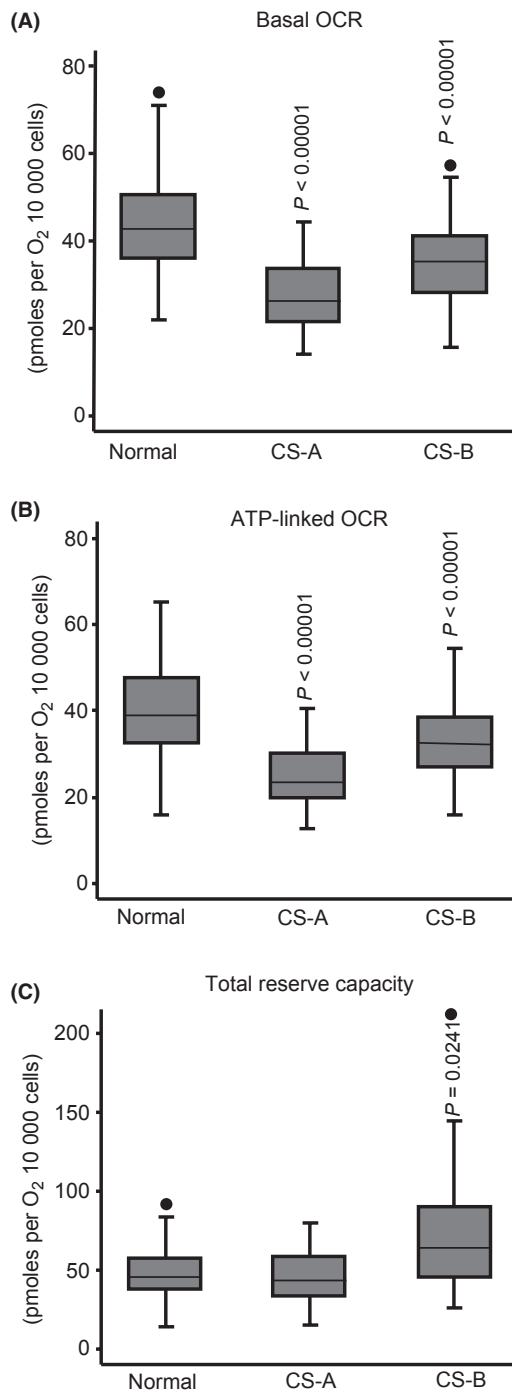 (A)
Basal OCR
(pmoles per O₂ 10 000 cells)
80
60
40
20
0
P < 0.00001
P < 0.00001
Normal
CS-A
CS-B
(B)
ATP-linked OCR
(pmoles per O₂ 10 000 cells)
80
60
40
20
0
P < 0.00001
P < 0.00001
Normal
CS-A
CS-B
(C)
Total reserve capacity
(pmoles per O₂ 10 000 cells)
200
150
100
50
0
P = 0.0241
Normal
CS-A
CS-B